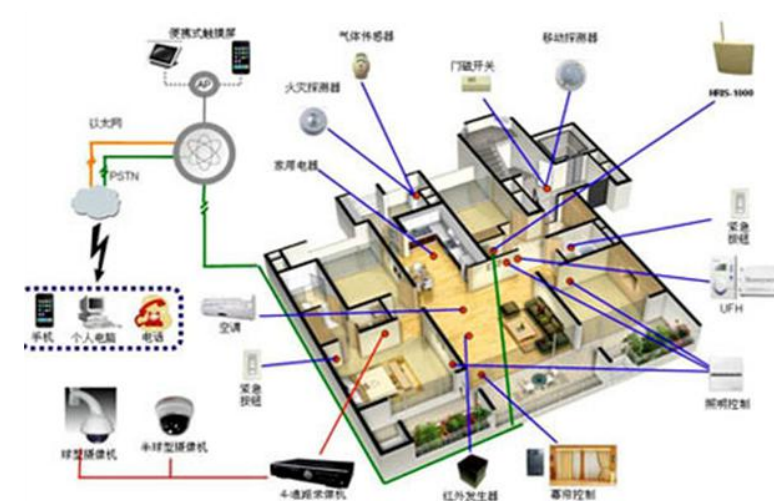 便携式触摸屏
气体传感器
移动探测器
门磁开关
火灾探测器
AP
HRIS-1000
以太网
家用电器
PSTN
紧急
按钮
UFH
手机
个人电脑
电话
空调
紧急
按钮
照明控制
球型摄像机
半球型摄像机
4-通路录像机
红外发生器
幕帘控制